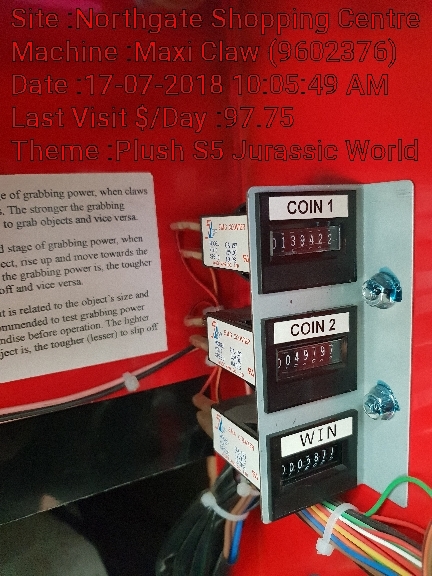 Site :Northgate Shopping Centre
Machine :Maxi Claw (9602376)
Date :17-07-2018 10:05:49 AM
Last Visit $/Day :97.75
Theme :Plush S5 Jurassic World
e of grabbing power, when claws
s. The stronger the grabbing
to grab objects and vice versa.
d stage of grabbing power, when
ect, rise up and move towards the
the grabbing power is, the tougher
off and vice versa.
it is related to the object's size and
ommended to test grabbing power
ndise before operation. The lighter
ject is, the tougher (lesser) to slip off
COIN 1
COIN 2
WIN